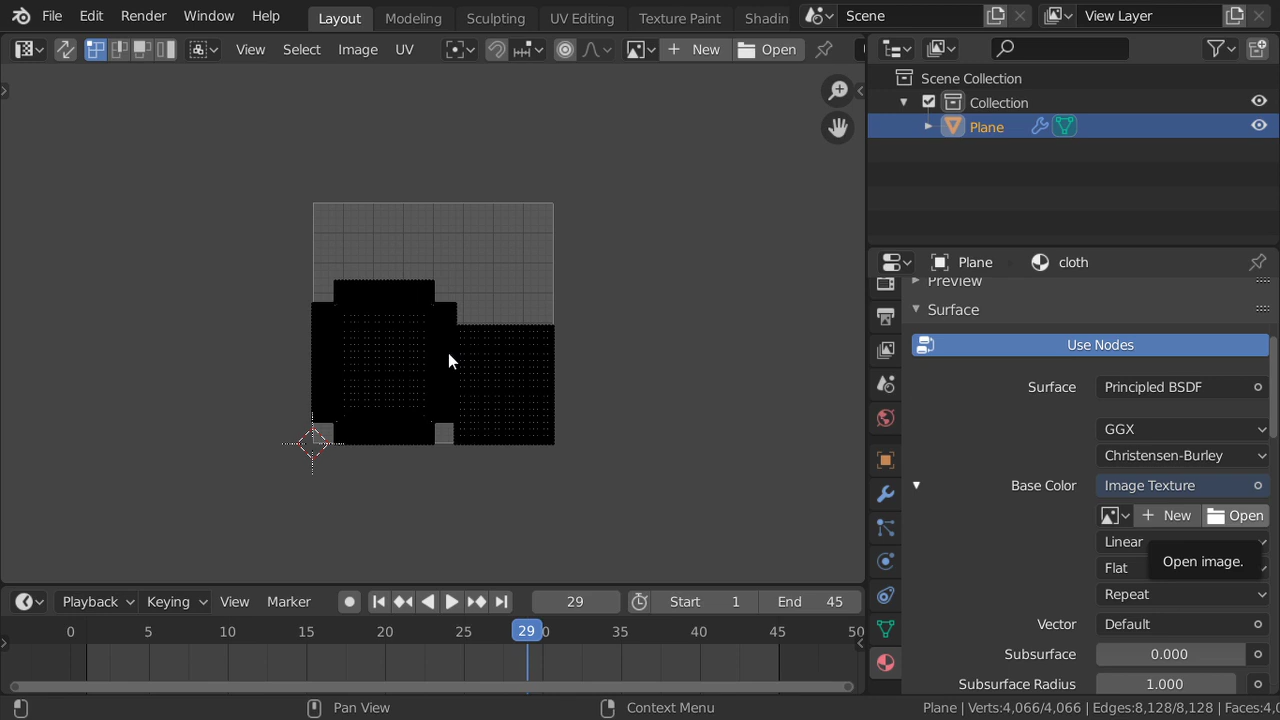 File Edit Render Window Help Layout Modeling Sculpting UV Editing Texture Paint Shadin Scene View Layer
View Select Image UV New Open
Scene Collection
Collection
Plane
Plane cloth
Preview
Surface
Use Nodes
Surface Principled BSDF
GGX
Christensen-Burley
Base Color Image Texture
New Open
Linear
Open image.
Flat
Repeat
Vector Default
Subsurface 0.000
Subsurface Radius 1.000
Playback Keying View Marker 29 Start 1 End 45
0 5 10 15 20 25 29 0 35 40 45 50
Pan View Context Menu Plane | Verts:4,066/4,066 | Edges:8,128/8,128 | Faces:4,0